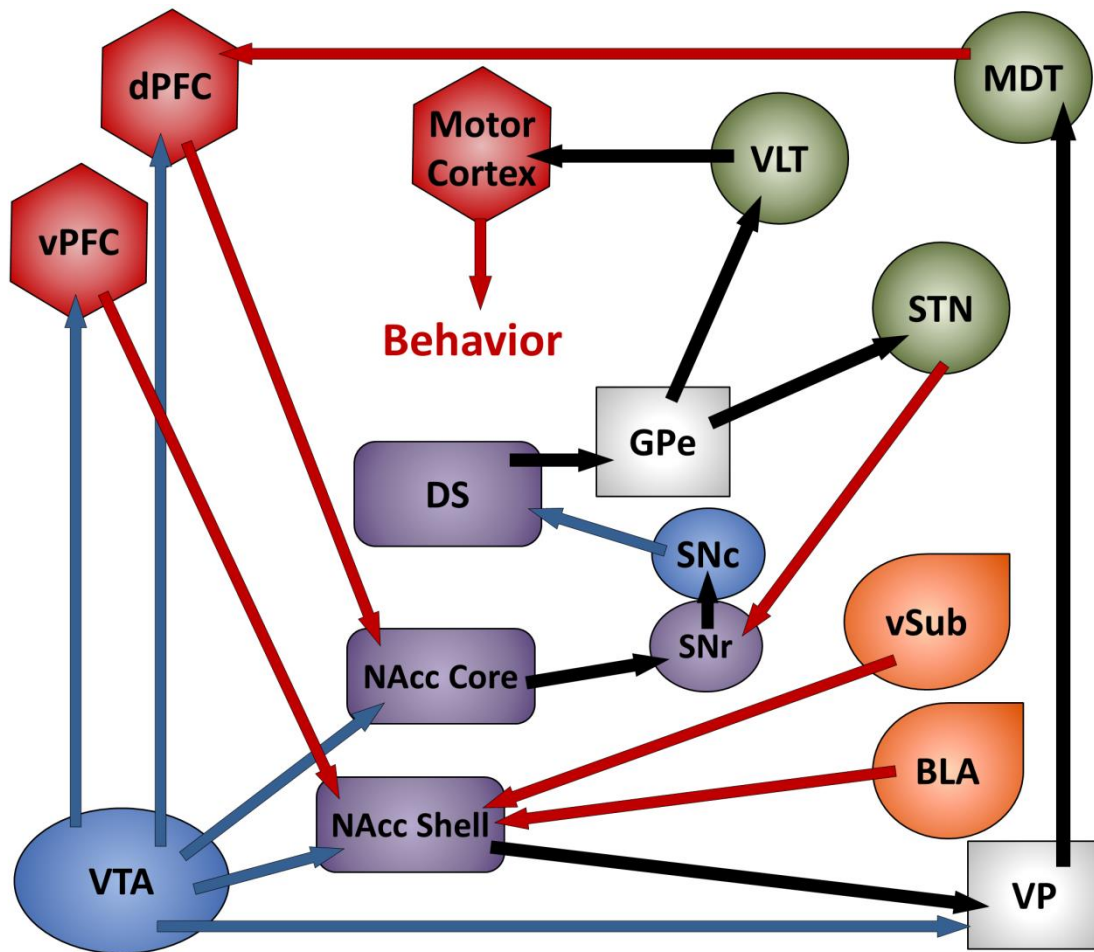 dPFC
MDT
Motor
Cortex
VLT
vPFC
STN
Behavior
GPe
DS
SNc
vSub
SNr
NAcc Core
BLA
NAcc Shell
VTA
VP